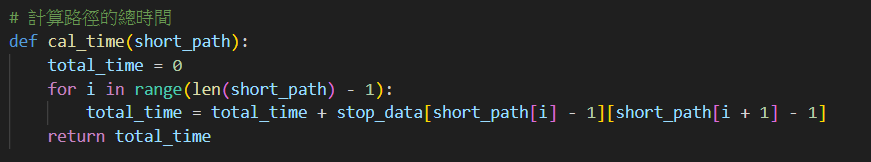 # 計算路徑的總時間
def cal_time(short_path):
    total_time = 0
    for i in range(len(short_path) - 1):
        total_time = total_time + stop_data[short_path[i] - 1][short_path[i + 1] - 1]
    return total_time